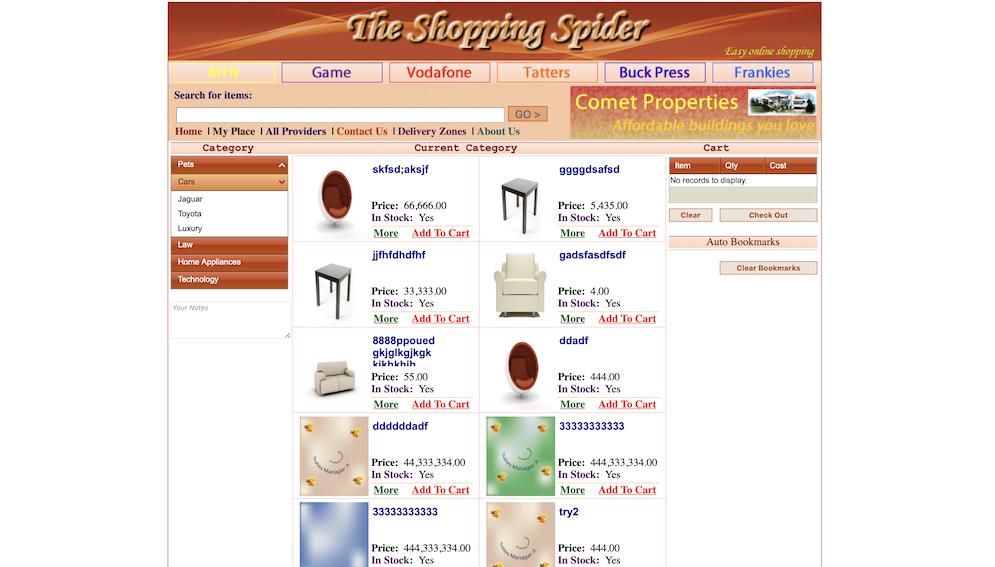 The Shopping Spider
Easy online shopping
MTN Game Vodafone Tatters Buck Press Frankies
Search for items:
GO >
Comet Properties
Affordable buildings you love
Home | My Place | All Providers | Contact Us | Delivery Zones | About Us
Category Current Category Cart
Pets
Cars
Jaguar
Toyota
Luxury
Law
Home Appliances
Technology
Your Notes
skfsd;aksjf
Price: 66,666.00
In Stock: Yes
More Add To Cart
ggggdsafsd
Price: 5,435.00
In Stock: Yes
More Add To Cart
jjfhfdhdfhf
Price: 33,333.00
In Stock: Yes
More Add To Cart
gadsfasdfsdf
Price: 4.00
In Stock: Yes
More Add To Cart
8888ppoued
gkjglkgjkgk
Price: 55.00
In Stock: Yes
More Add To Cart
ddadf
Price: 444.00
In Stock: Yes
More Add To Cart
Sales Manager Jr.
ddddddadf
Price: 44,333,334.00
In Stock: Yes
More Add To Cart
Sales Manager Jr.
33333333333
Price: 444,333,334.00
In Stock: Yes
More Add To Cart
33333333333
Price: 444,333,334.00
In Stock: Yes
Sales Manager Jr.
try2
Price: 444.00
In Stock: Yes
Item Qty Cost
No records to display.
Clear Check Out
Auto Bookmarks
Clear Bookmarks